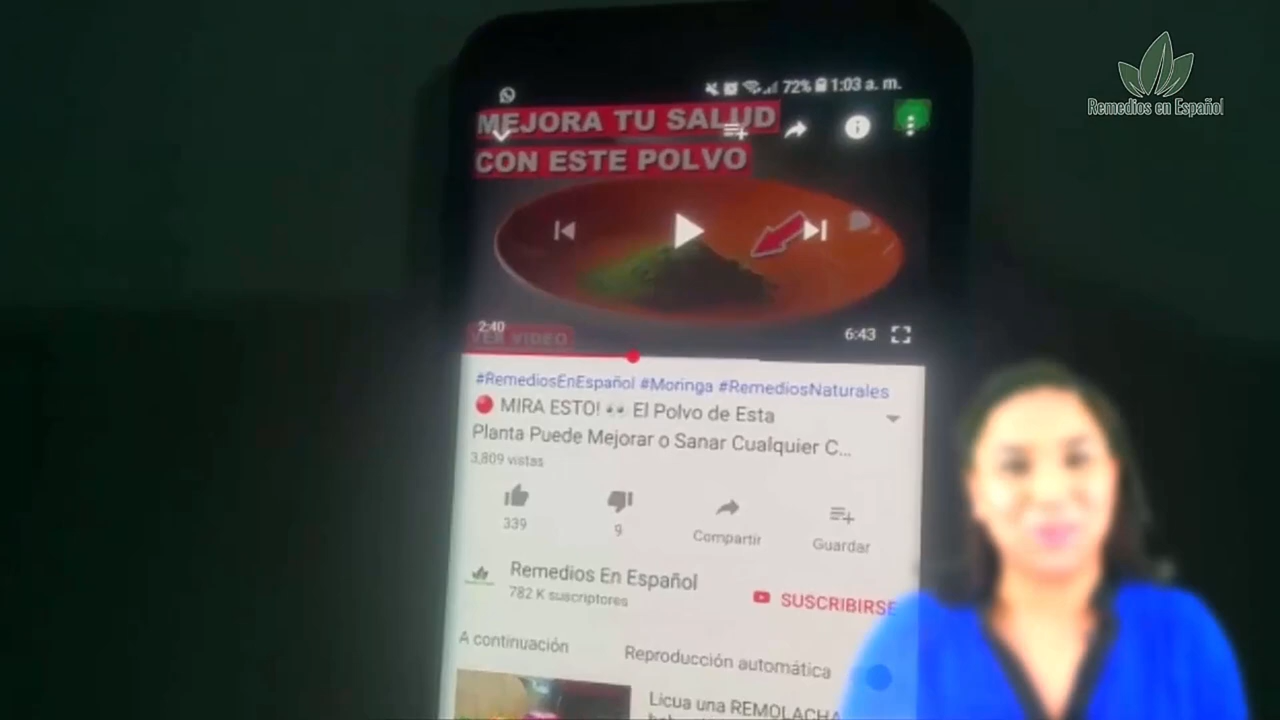 Remedios en Español
72% 1:03 a. m.
MEJORA TU SALUD
CON ESTE POLVO
2:40
6:43
VER VIDEO
#RemediosEnEspañol #Moringa #RemediosNaturales
MIRA ESTO! 👀 El Polvo de Esta
Planta Puede Mejorar o Sanar Cualquier C...
3,809 vistas
339
9
Compartir
Guardar
Remedios En Español
782 K suscriptores
SUSCRIBIRSE
A continuación
Reproducción automática
Licua una REMOLACHA